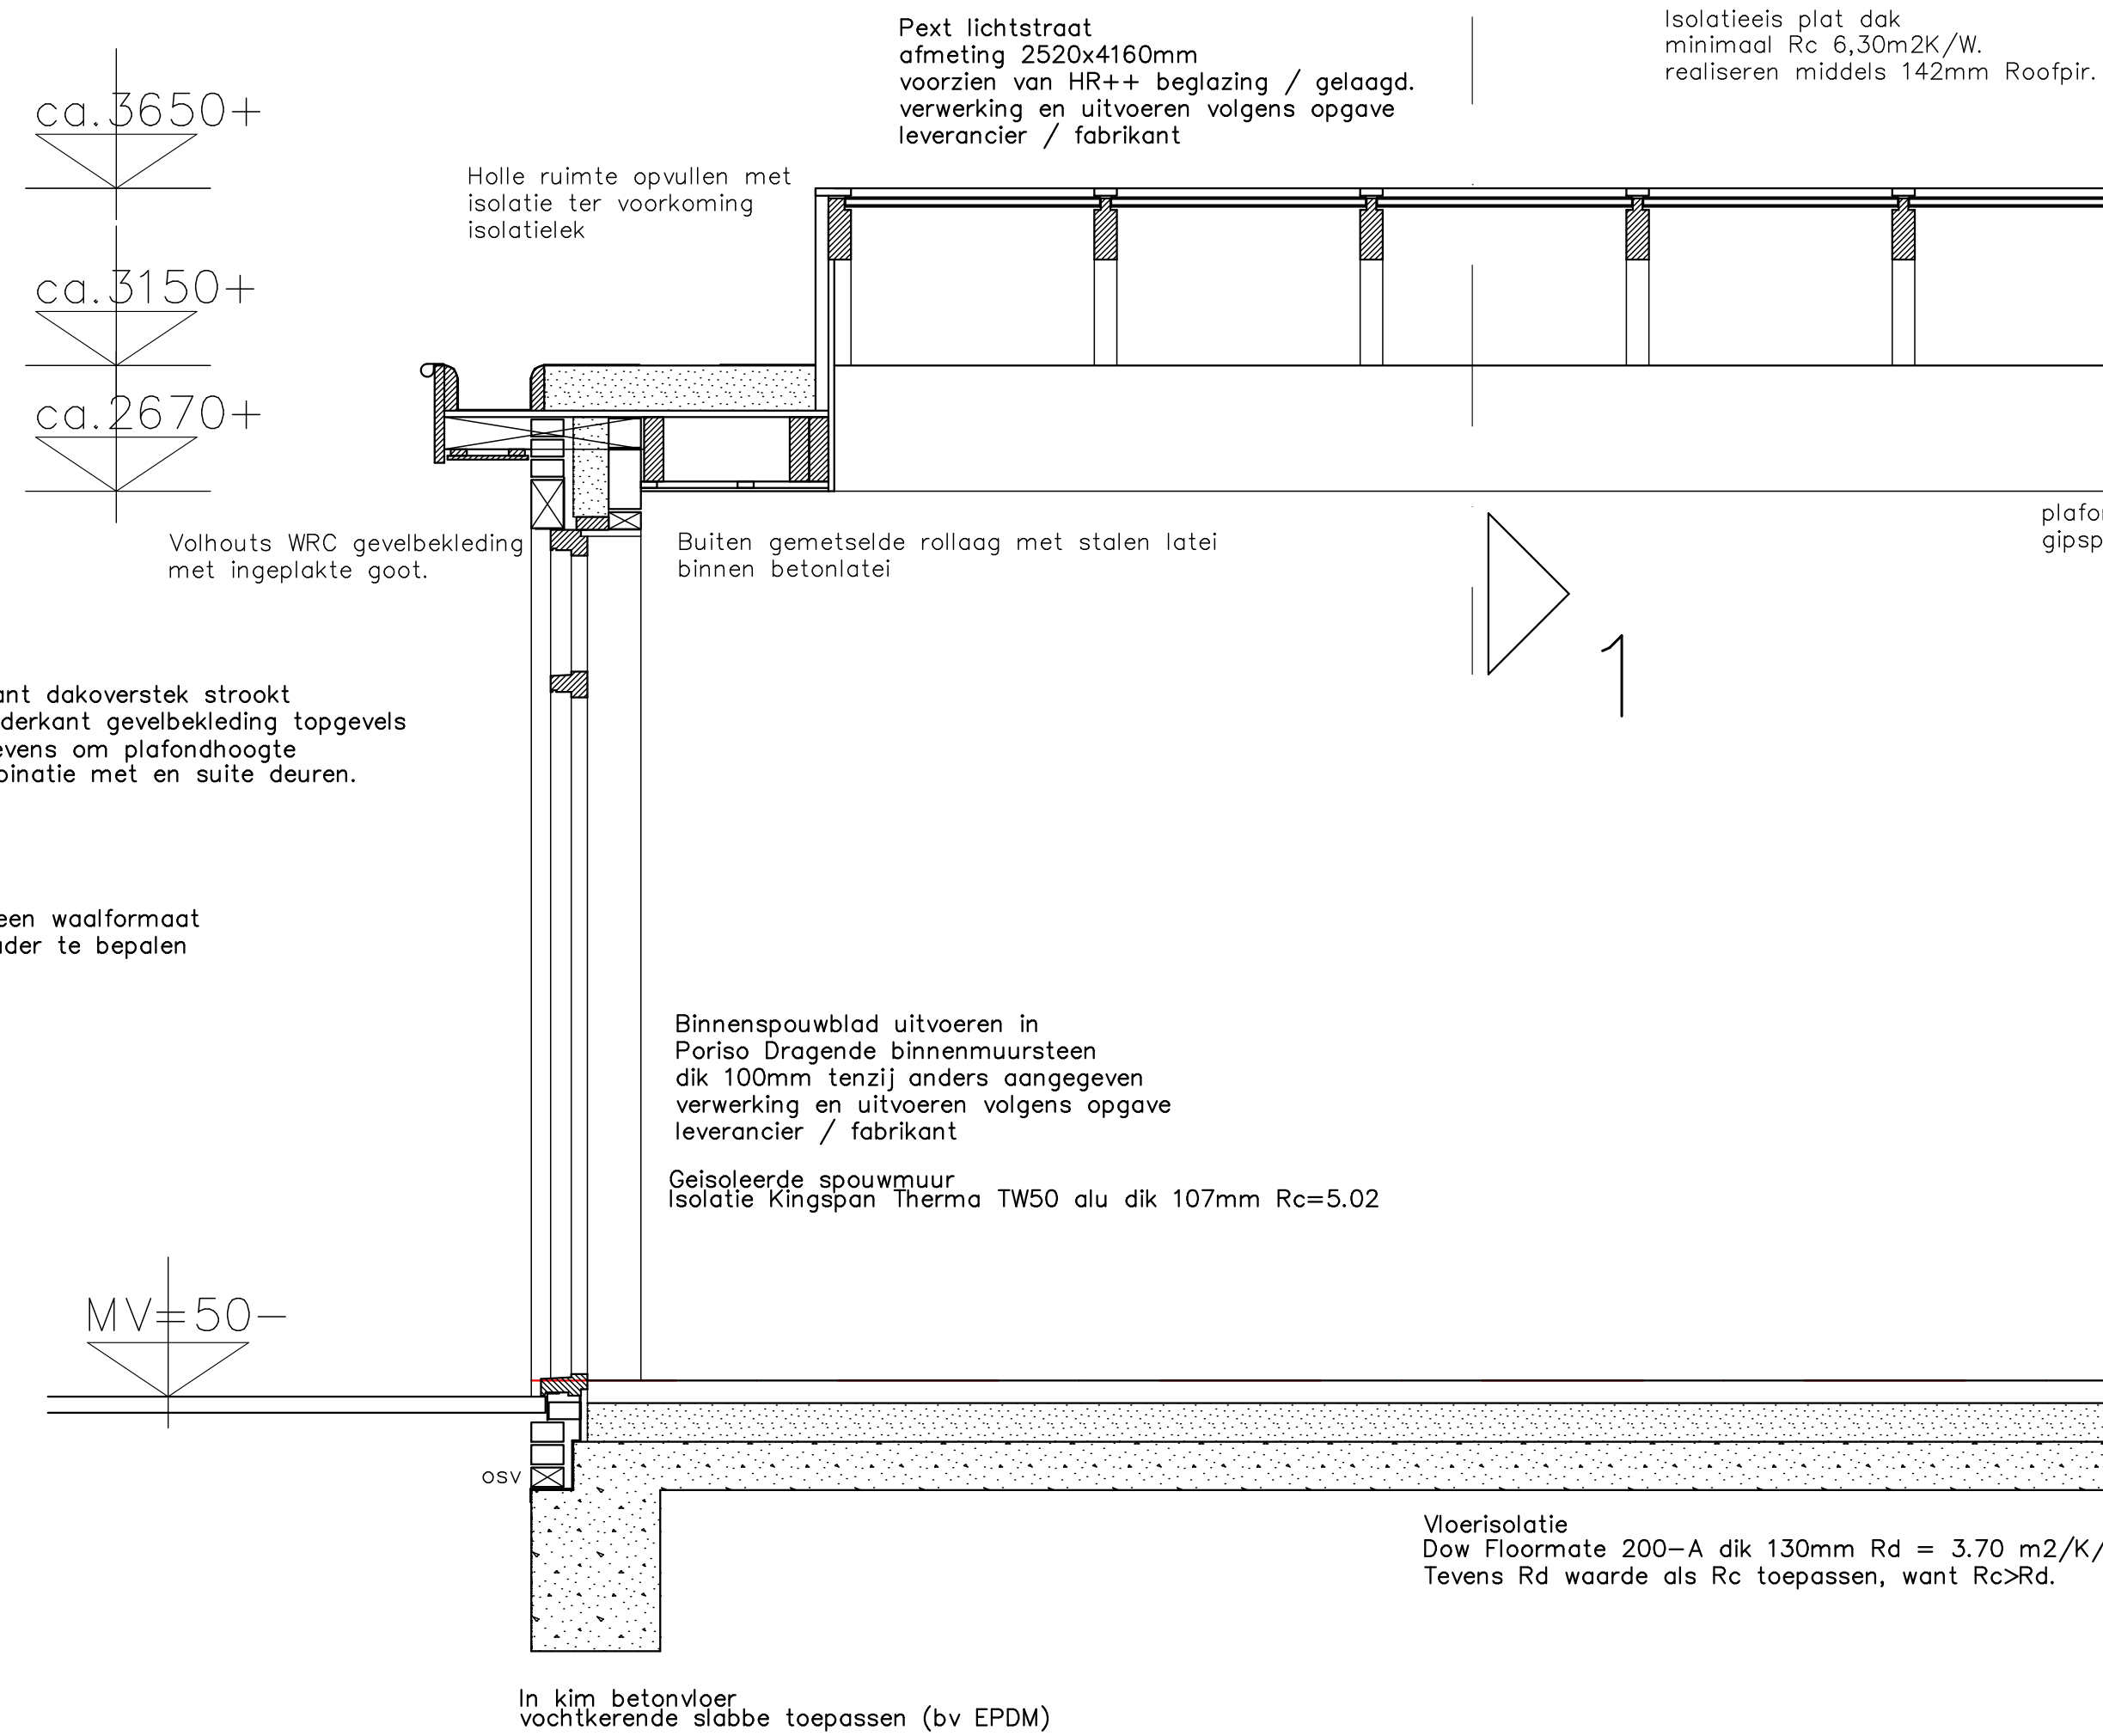 Pext lichtstraat
afmeting 2520x4160mm
voorzien van HR++ beglazing / gelaagd.
verwerking en uitvoeren volgens opgave
leverancier / fabrikant
Isolatieeis plat dak
minimaal Rc 6,30m2K/W.
realiseren middels 142mm Roofpir.
ca.3650+
Holle ruimte opvullen met
isolatie ter voorkoming
isolatielek
ca.3150+
ca.2670+
Volhouts WRC gevelbekleding
met ingeplakte goot.
Buiten gemetselde rollaag met stalen latei
binnen betonlatei
plafon
gipsp
1
ant dakoverstek strookt
derkant gevelbekleding topgevels
evens om plafondhoogte
binatie met en suite deuren.
een waalformaat
ader te bepalen
Binnenspouwblad uitvoeren in
Poriso Dragende binnenmuursteen
dik 100mm tenzij anders aangegeven
verwerking en uitvoeren volgens opgave
leverancier / fabrikant
Geisoleerde spouwmuur
Isolatie Kingspan Therma TW50 alu dik 107mm Rc=5.02
MV=50-
osv
Vloerisolatie
Dow Floormate 200-A dik 130mm Rd = 3.70 m2/K/
Tevens Rd waarde als Rc toepassen, want Rc>Rd.
In kim betonvloer
vochtkerende slabbe toepassen (bv EPDM)